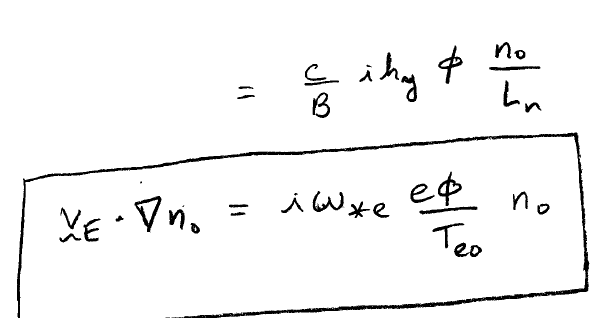 = c/B i k_y ϕ n_0/L_n
v_E · ∇n_0 = i ω_{*e} eϕ/T_{e0} n_0